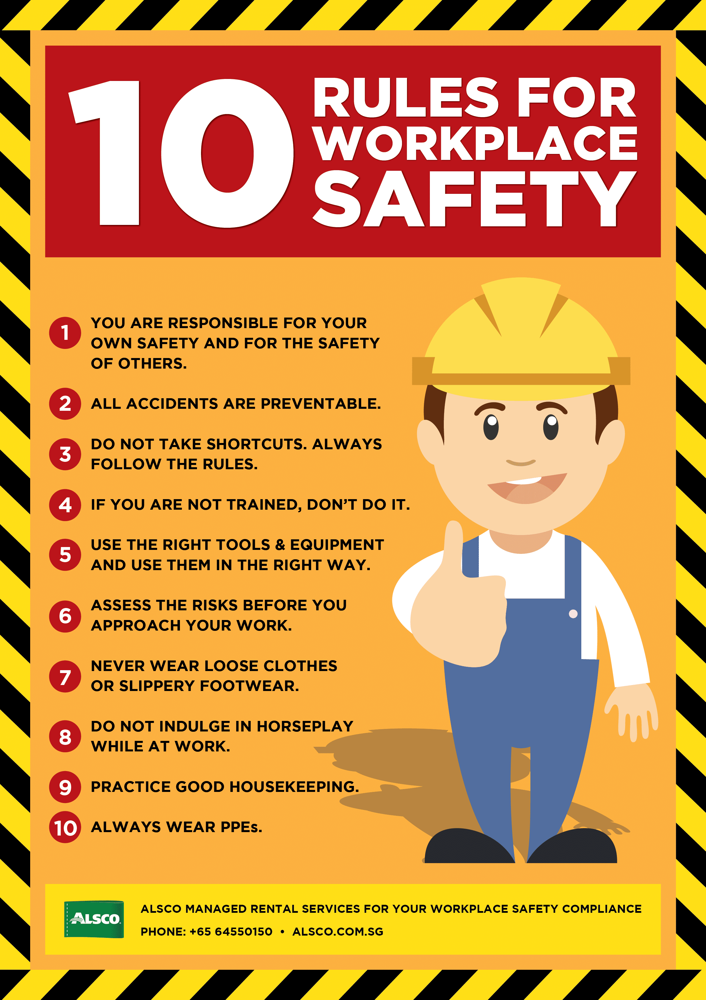 10
RULES FOR
WORKPLACE
SAFETY
1 YOU ARE RESPONSIBLE FOR YOUR
OWN SAFETY AND FOR THE SAFETY
OF OTHERS.
2 ALL ACCIDENTS ARE PREVENTABLE.
3 DO NOT TAKE SHORTCUTS. ALWAYS
FOLLOW THE RULES.
4 IF YOU ARE NOT TRAINED, DON’T DO IT.
5 USE THE RIGHT TOOLS & EQUIPMENT
AND USE THEM IN THE RIGHT WAY.
6 ASSESS THE RISKS BEFORE YOU
APPROACH YOUR WORK.
7 NEVER WEAR LOOSE CLOTHES
OR SLIPPERY FOOTWEAR.
8 DO NOT INDULGE IN HORSEPLAY
WHILE AT WORK.
9 PRACTICE GOOD HOUSEKEEPING.
10 ALWAYS WEAR PPEs.
ALSCO
ALSCO MANAGED RENTAL SERVICES FOR YOUR WORKPLACE SAFETY COMPLIANCE
PHONE: +65 64550150 • ALSCO.COM.SG